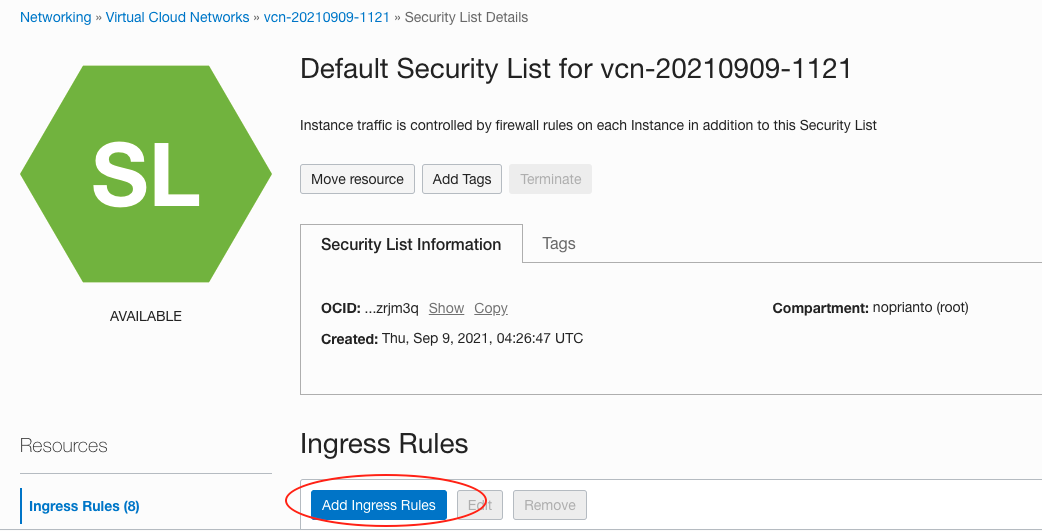 Networking » Virtual Cloud Networks » vcn-20210909-1121 » Security List Details
SL
AVAILABLE
Default Security List for vcn-20210909-1121
Instance traffic is controlled by firewall rules on each Instance in addition to this Security List
Move resource Add Tags Terminate
Security List Information Tags
OCID: ...zrjm3q Show Copy Compartment: noprianto (root)
Created: Thu, Sep 9, 2021, 04:26:47 UTC
Resources
Ingress Rules (8)
Ingress Rules
Add Ingress Rules Edit Remove